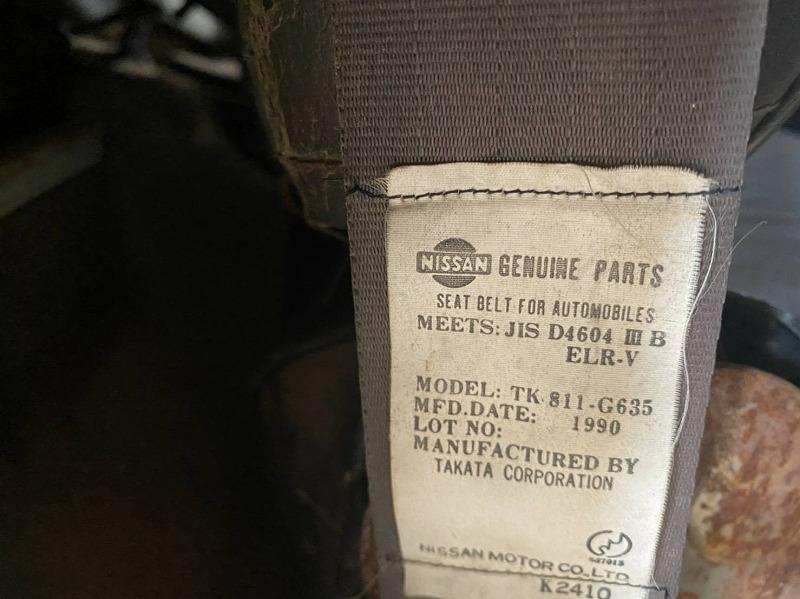 NISSAN GENUINE PARTS
SEAT BELT FOR AUTOMOBILES
MEETS: JIS D4604 III B
ELR-V
MODEL: TK 811-G635
MFD.DATE: 1990
LOT NO:
MANUFACTURED BY
TAKATA CORPORATION
NISSAN MOTOR CO.,LTD.
K2410